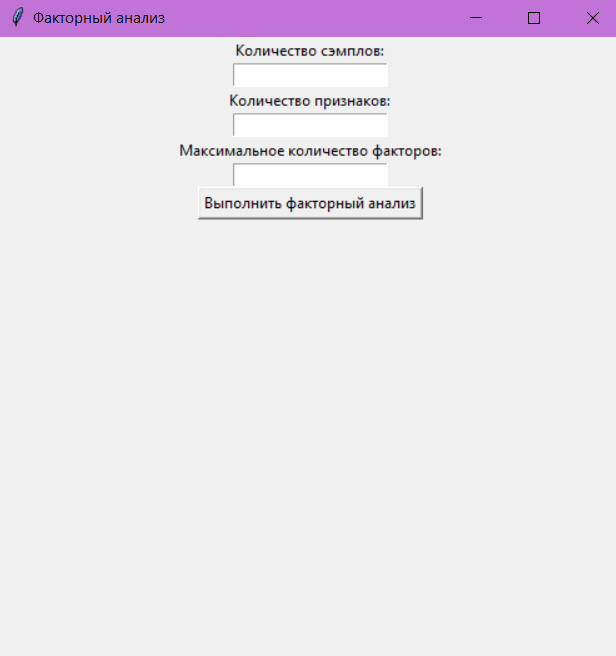 Факторный анализ
Количество сэмплов:
Количество признаков:
Максимальное количество факторов:
Выполнить факторный анализ